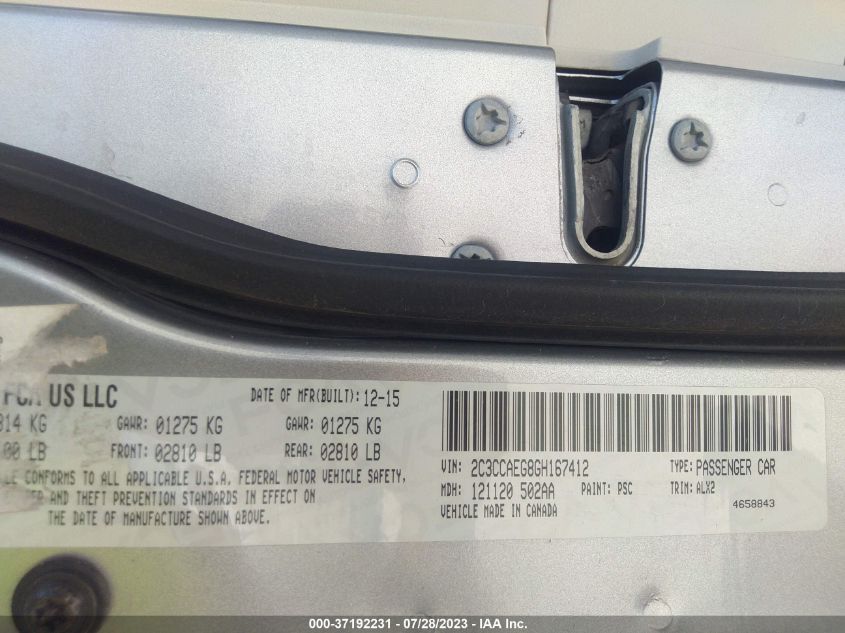 FCA US LLC
DATE OF MFR(BUILT): 12-15
814 KG GAWR: 01275 KG GAWR: 01275 KG
00 LB FRONT: 02810 LB REAR: 02810 LB
CONFORMS TO ALL APPLICABLE U.S.A. FEDERAL MOTOR VEHICLE SAFETY,
AND THEFT PREVENTION STANDARDS IN EFFECT ON
THE DATE OF MANUFACTURE SHOWN ABOVE.
VIN: 2C3CCAEG8GH167412 TYPE: PASSENGER CAR
MDH: 121120 502AA PAINT: PSC TRIM: ALX2
VEHICLE MADE IN CANADA 4658843
000-37192231 - 07/28/2023 - IAA Inc.